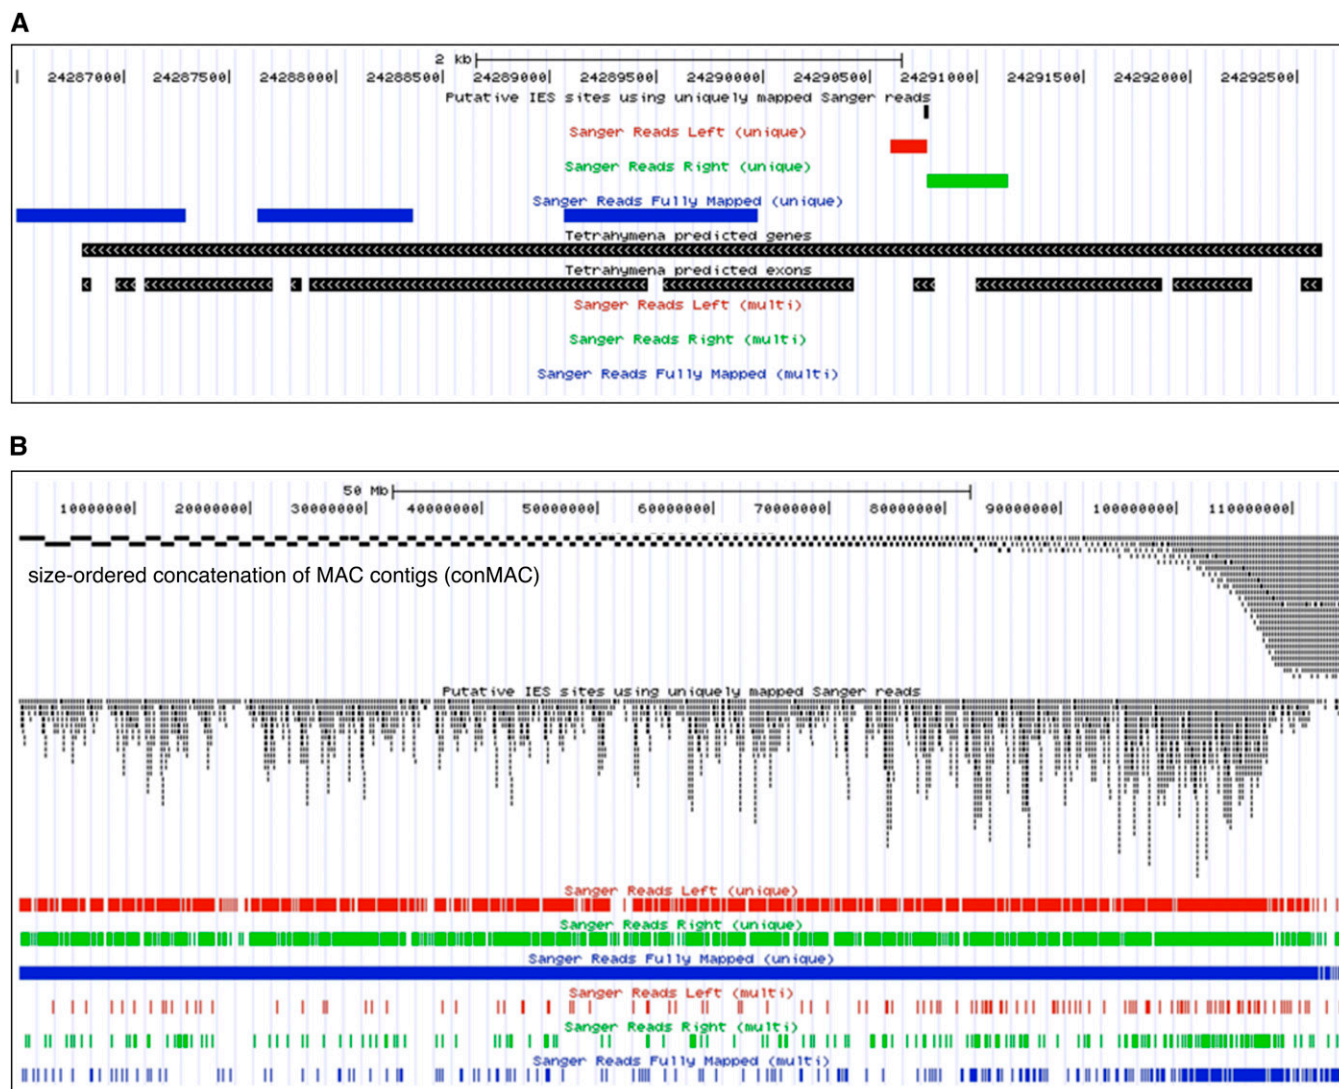 A
2 kb
24287000| 24287500| 24288000| 24288500| 24289000| 24289500| 24290000| 24290500| 24291000| 24291500| 24292000| 24292500|
Putative IES sites using uniquely mapped Sanger reads
Sanger Reads Left (unique)
Sanger Reads Right (unique)
Sanger Reads Fully Mapped (unique)
Tetrahymena predicted genes
Tetrahymena predicted exons
Sanger Reads Left (multi)
Sanger Reads Right (multi)
Sanger Reads Fully Mapped (multi)
B
50 Mb
10000000| 20000000| 30000000| 40000000| 50000000| 60000000| 70000000| 80000000| 90000000| 100000000| 110000000|
size-ordered concatenation of MAC contigs (conMAC)
Putative IES sites using uniquely mapped Sanger reads
Sanger Reads Left (unique)
Sanger Reads Right (unique)
Sanger Reads Fully Mapped (unique)
Sanger Reads Left (multi)
Sanger Reads Right (multi)
Sanger Reads Fully Mapped (multi)